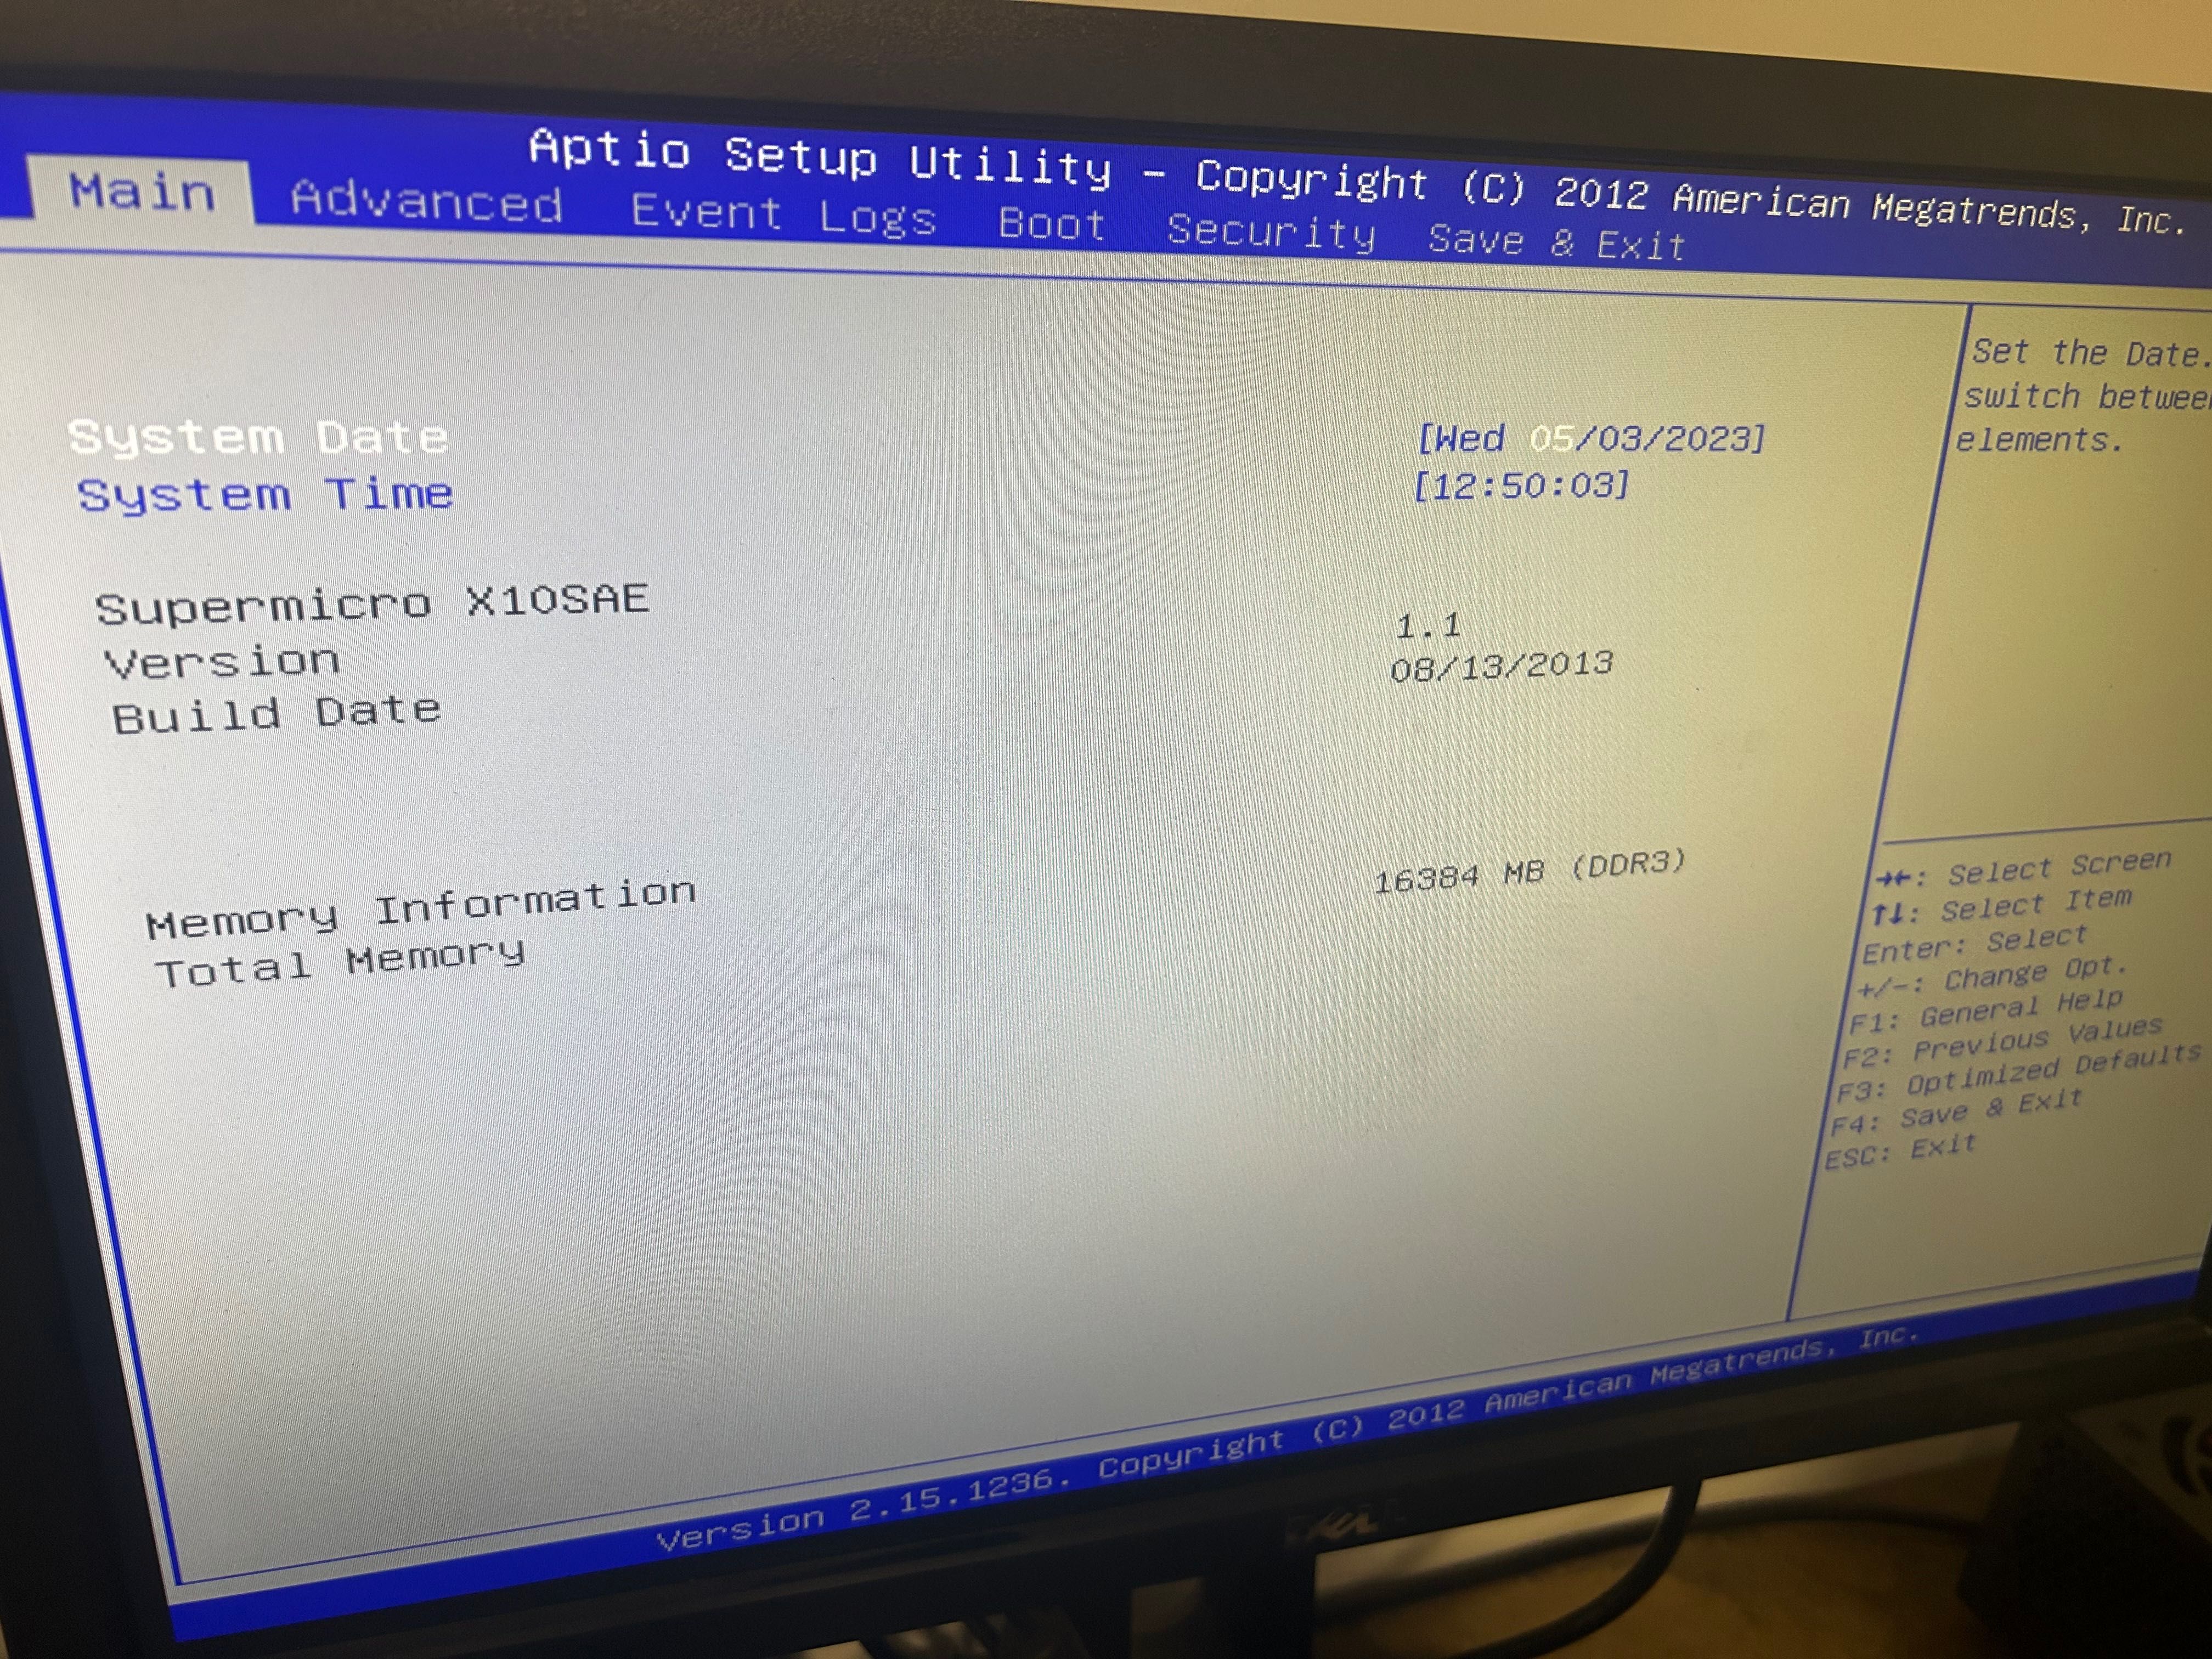 Aptio Setup Utility - Copyright (C) 2012 American Megatrends, Inc.
Main Advanced Event Logs Boot Security Save & Exit
System Date [Wed 05/03/2023]
System Time [12:50:03]
Supermicro X10SAE
Version 1.1
Build Date 08/13/2013
Memory Information
Total Memory 16384 MB (DDR3)
Set the Date.
switch between
elements.
→←: Select Screen
↑↓: Select Item
Enter: Select
+/-: Change Opt.
F1: General Help
F2: Previous Values
F3: Optimized Defaults
F4: Save & Exit
ESC: Exit
Version 2.15.1236. Copyright (C) 2012 American Megatrends, Inc.
DELL